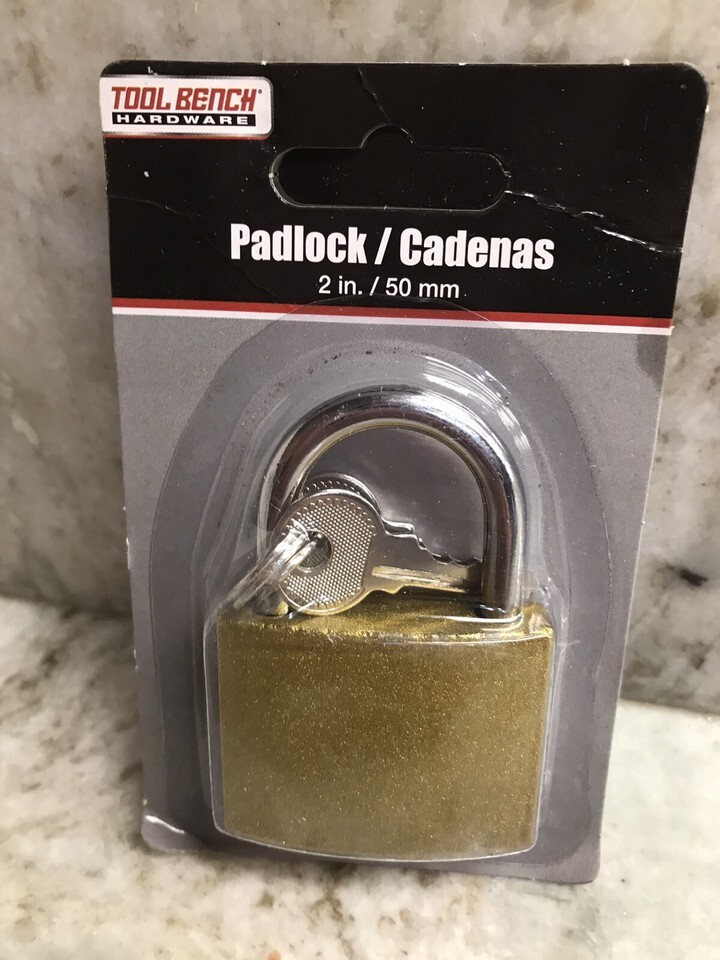 TOOL BENCH®
HARDWARE
Padlock / Cadenas
2 in. / 50 mm